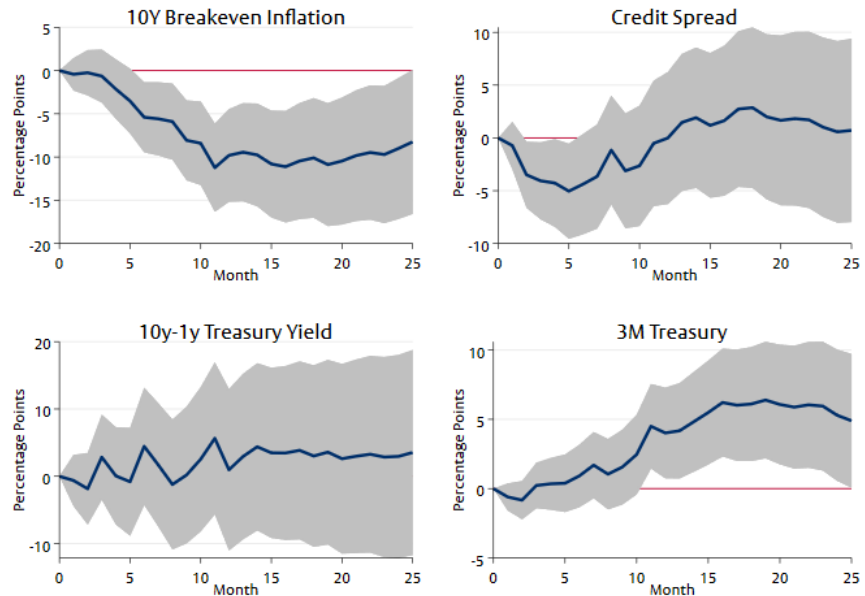 10Y Breakeven Inflation
Percentage Points
5
0
-5
-10
-15
-20
0 5 10 15 20 25
Month
Credit Spread
Percentage Points
10
5
0
-5
-10
0 5 10 15 20 25
Month
10y-1y Treasury Yield
Percentage Points
20
10
0
-10
0 5 10 15 20 25
Month
3M Treasury
Percentage Points
10
5
0
-5
0 5 10 15 20 25
Month